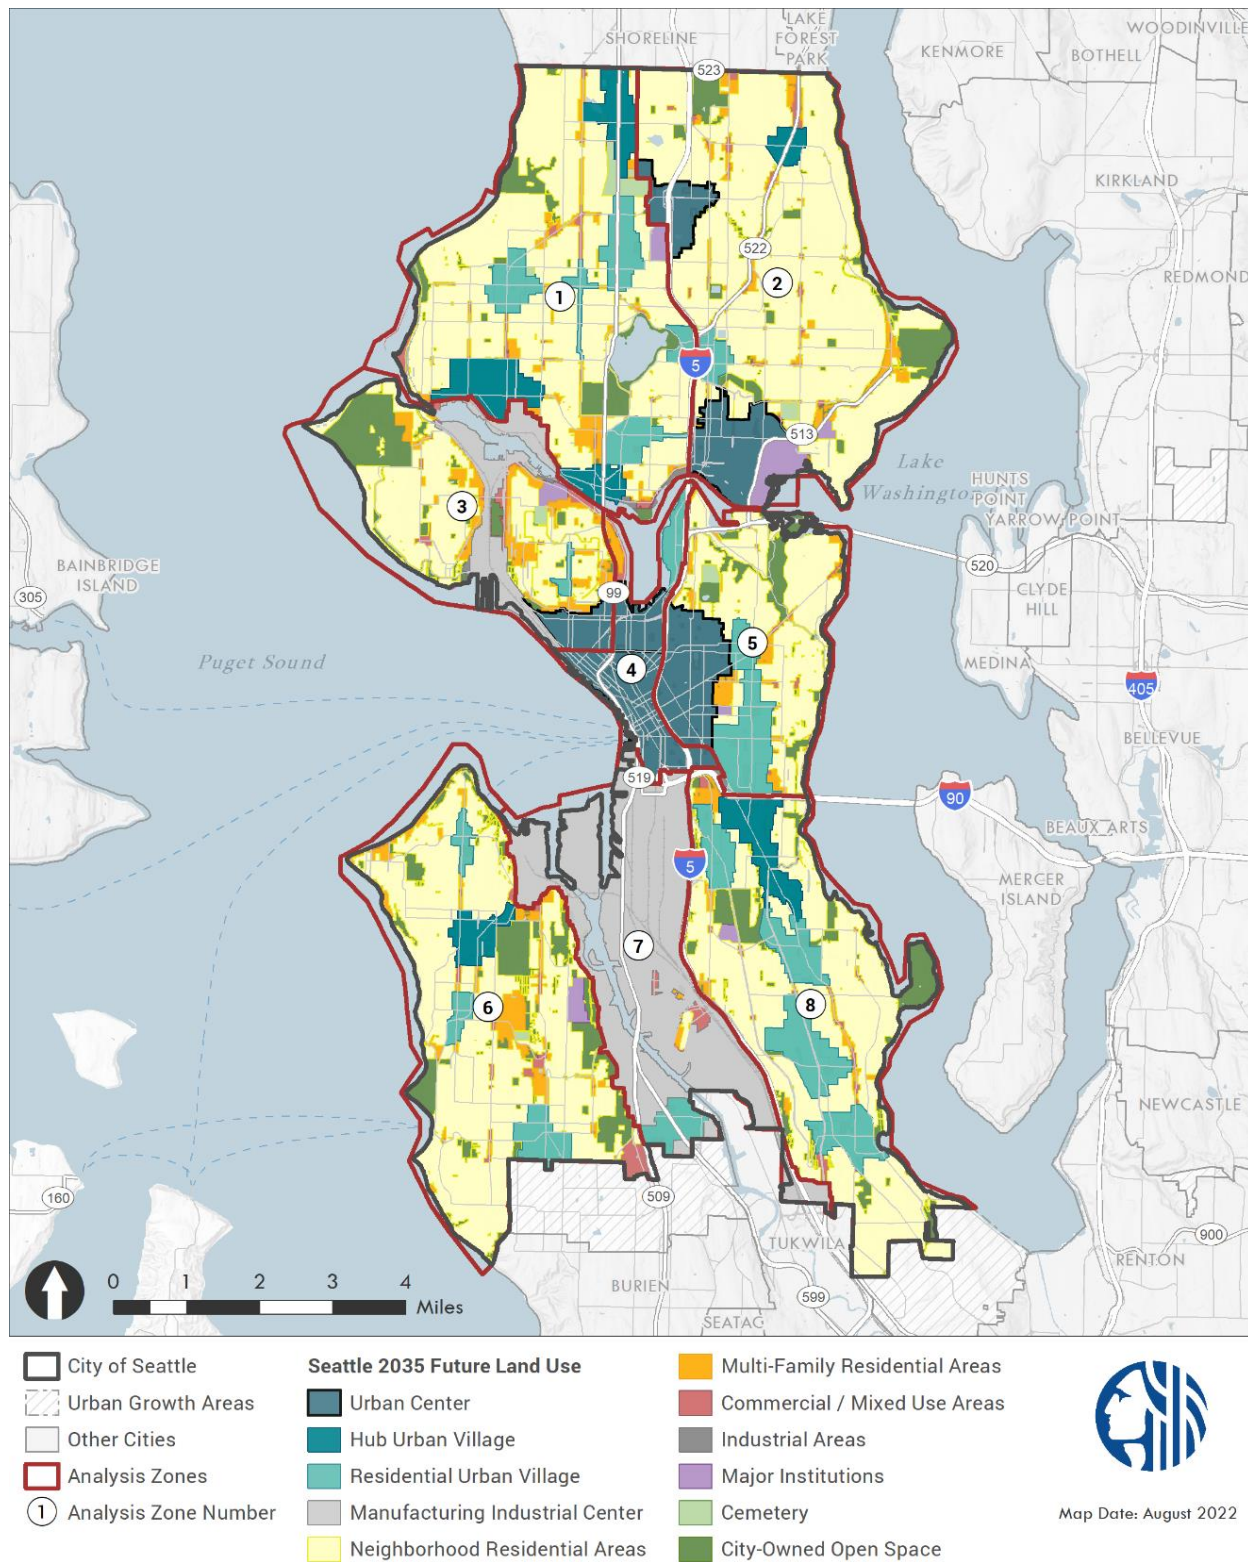 SHORELINE
LAKE
FOREST
PARK
WOODINVILLE
KENMORE
BOTHELL
523
KIRKLAND
522
REDMOND
1
2
5
513
Lake
Washington
HUNTS
POINT
YARROW POINT
3
BAINBRIDGE
ISLAND
305
520
CLYDE
HILL
99
5
Puget Sound
4
MEDINA
405
BELLEVUE
519
90
BEAUX ARTS
5
MERCER
ISLAND
7
6
8
NEWCASTLE
160
509
TUKWILA
900
RENTON
BURIEN
599
SEATAC
0 1 2 3 4
Miles
City of Seattle
Urban Growth Areas
Other Cities
Analysis Zones
1 Analysis Zone Number
Seattle 2035 Future Land Use
Urban Center
Hub Urban Village
Residential Urban Village
Manufacturing Industrial Center
Neighborhood Residential Areas
Multi-Family Residential Areas
Commercial / Mixed Use Areas
Industrial Areas
Major Institutions
Cemetery
City-Owned Open Space
Map Date: August 2022